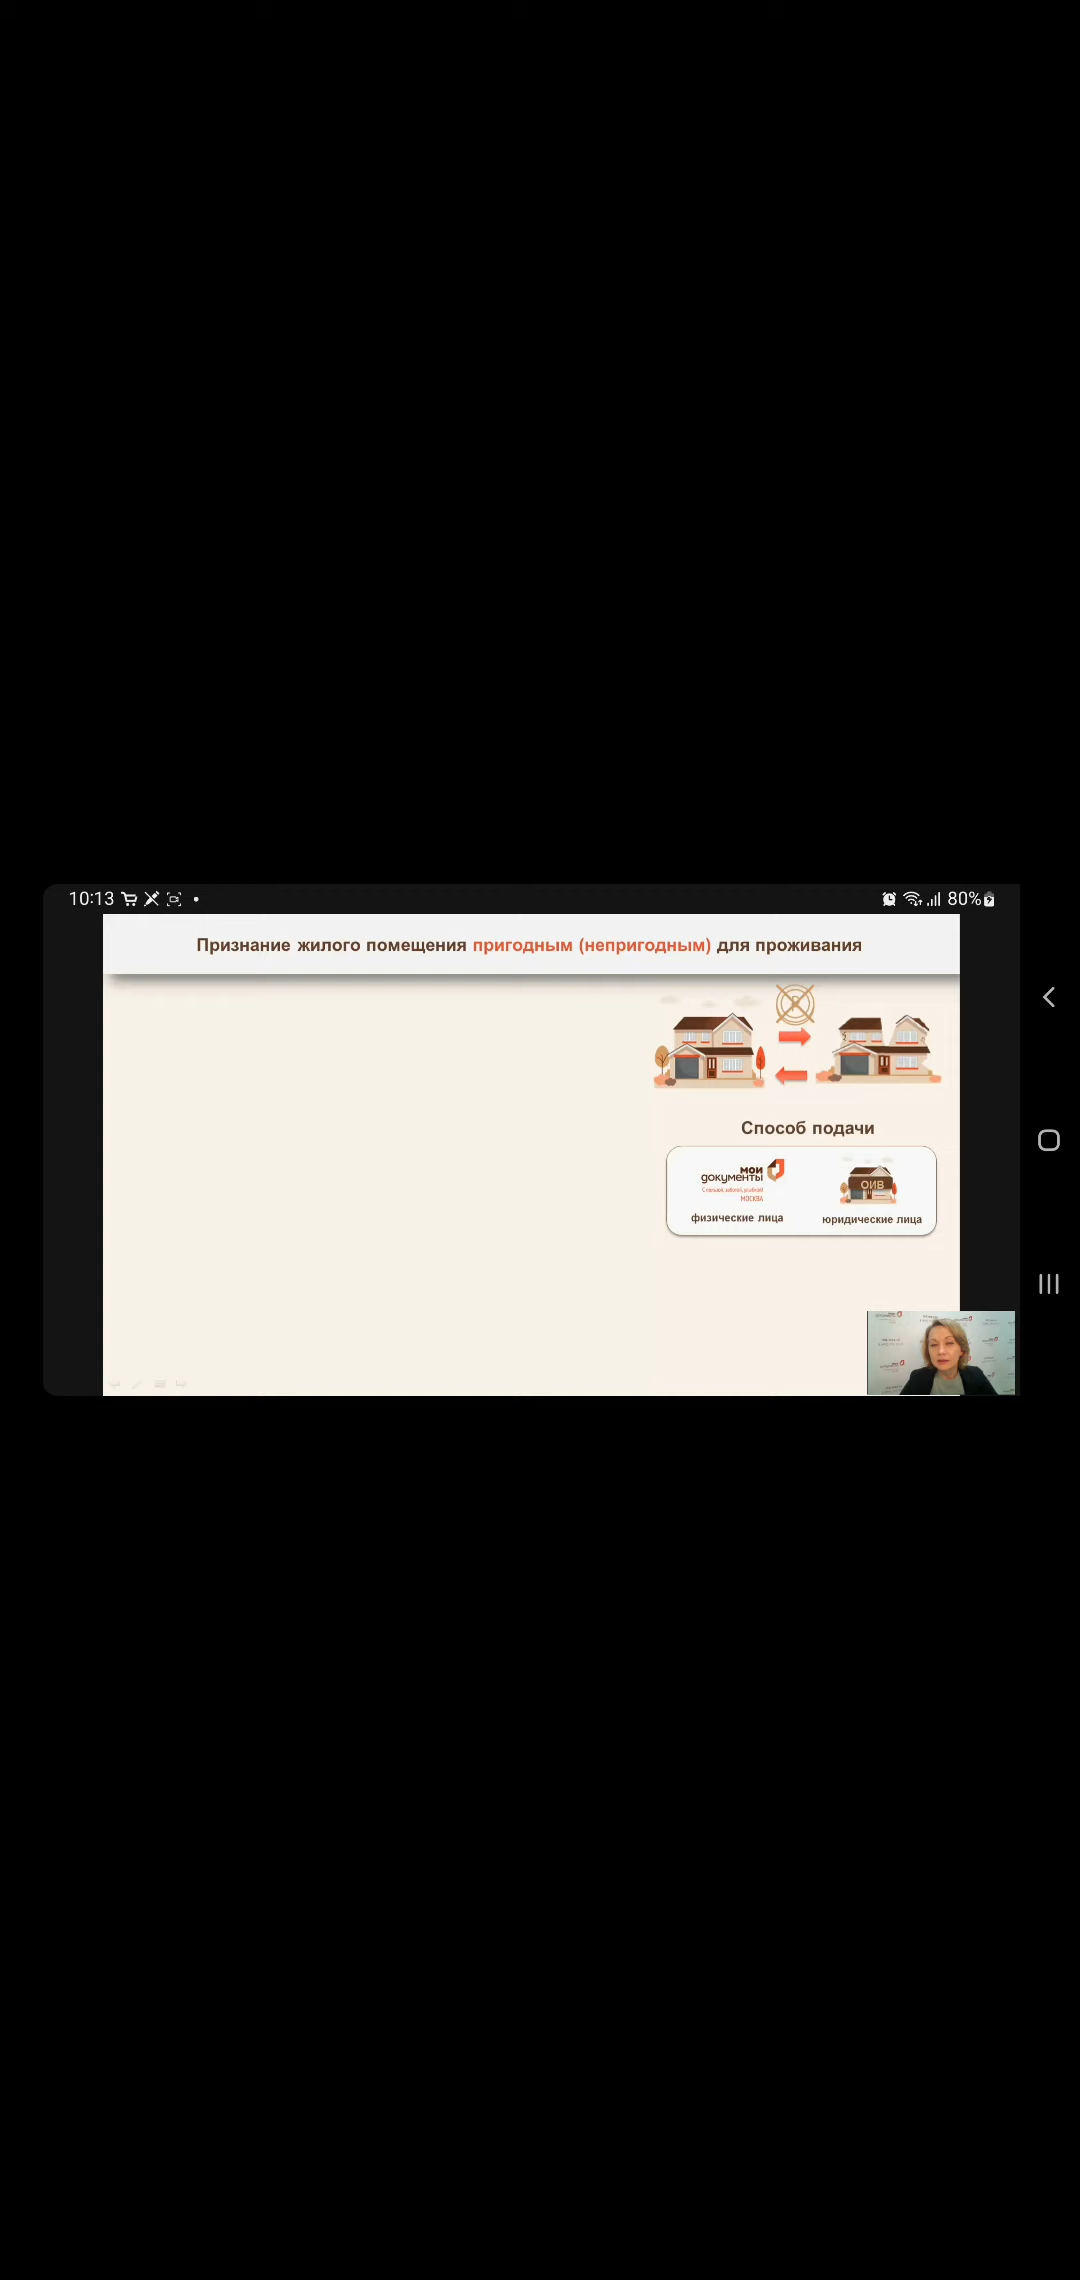 10:13
80%
Признание жилого помещения пригодным (непригодным) для проживания
Р
Способ подачи
мои
документы
МОСКВА
физические лица
ОИВ
юридические лица